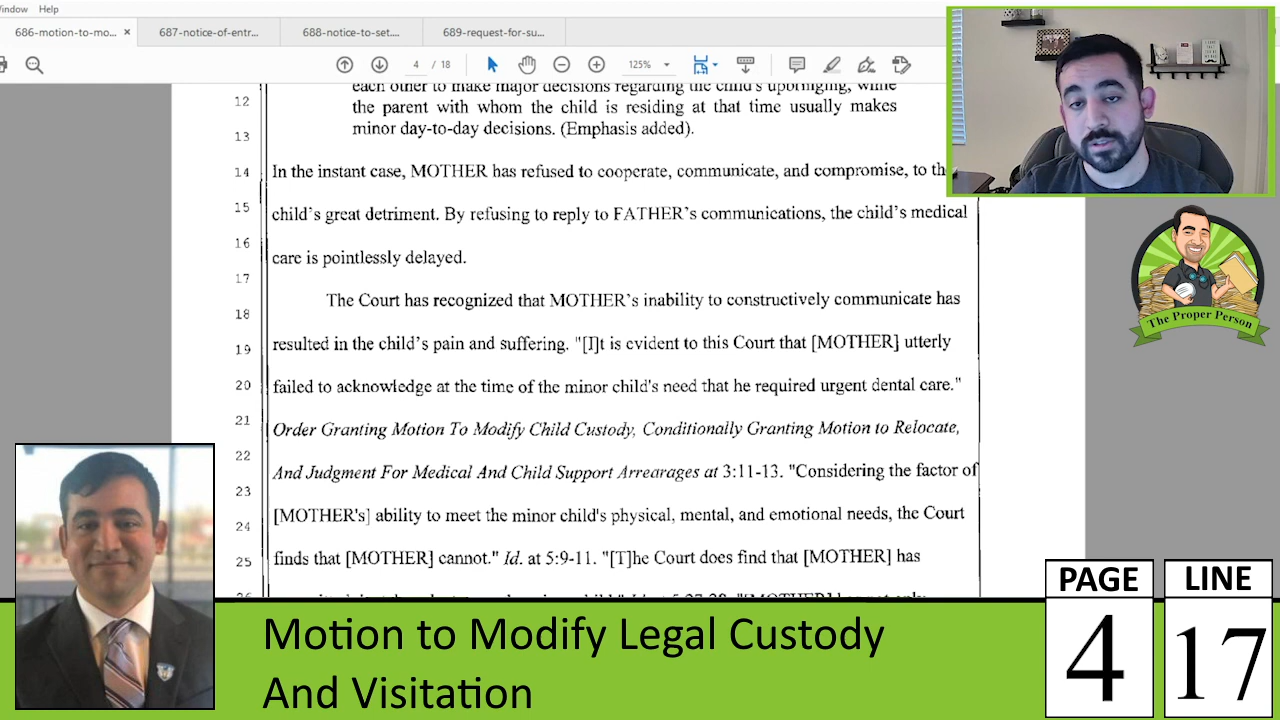 Window Help
686-motion-to-mo... × 687-notice-of-entr... 688-notice-to-set.... 689-request-for-su...
4 / 18 125%
12 each other to make major decisions regarding the child's upbringing, while
the parent with whom the child is residing at that time usually makes
13 minor day-to-day decisions. (Emphasis added).
14 In the instant case, MOTHER has refused to cooperate, communicate, and compromise, to the
15 child's great detriment. By refusing to reply to FATHER's communications, the child's medical
16 care is pointlessly delayed.
17
18 The Court has recognized that MOTHER's inability to constructively communicate has
19 resulted in the child's pain and suffering. "[I]t is evident to this Court that [MOTHER] utterly
20 failed to acknowledge at the time of the minor child's need that he required urgent dental care."
21 Order Granting Motion To Modify Child Custody, Conditionally Granting Motion to Relocate,
22 And Judgment For Medical And Child Support Arrearages at 3:11-13. "Considering the factor of
23
24 [MOTHER's] ability to meet the minor child's physical, mental, and emotional needs, the Court
25 finds that [MOTHER] cannot." Id. at 5:9-11. "[T]he Court does find that [MOTHER] has
The Proper Person
PAGE
4
LINE
17
Motion to Modify Legal Custody
And Visitation